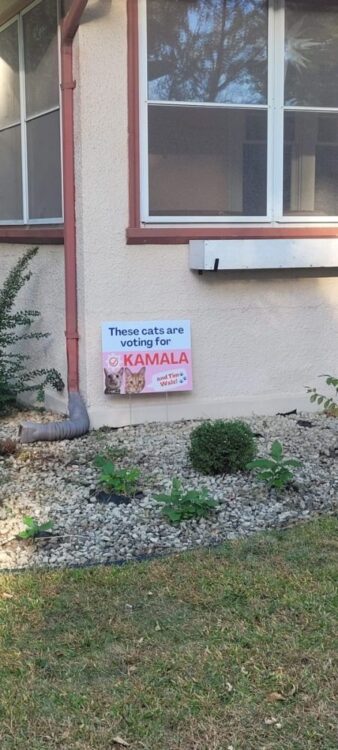 These cats are
voting for
KAMALA
and Tim
Walz!